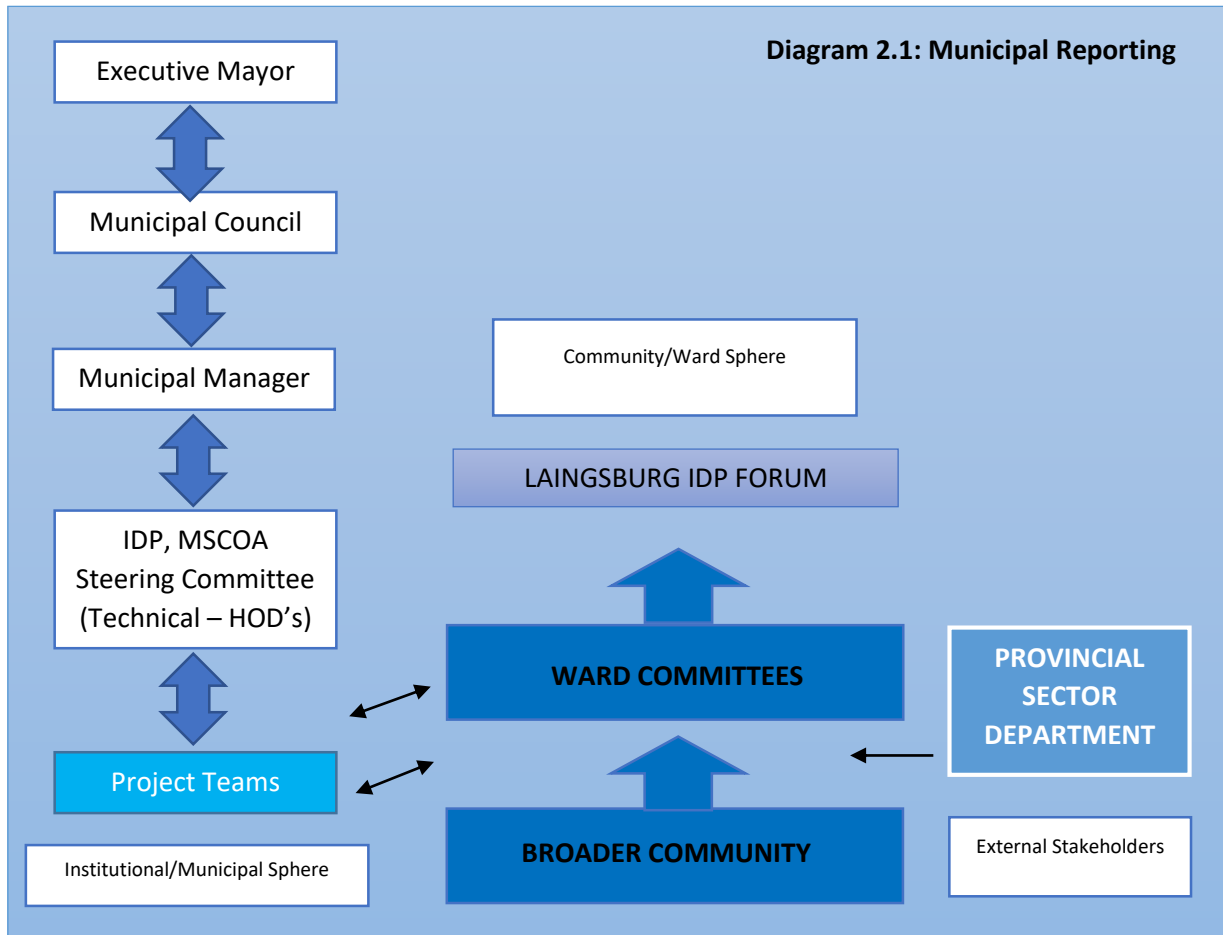 Diagram 2.1: Municipal Reporting
Executive Mayor
Municipal Council
Municipal Manager
IDP, MSCOA
Steering Committee
(Technical – HOD’s)
Project Teams
Institutional/Municipal Sphere
Community/Ward Sphere
LAINGSBURG IDP FORUM
WARD COMMITTEES
BROADER COMMUNITY
PROVINCIAL
SECTOR
DEPARTMENT
External Stakeholders